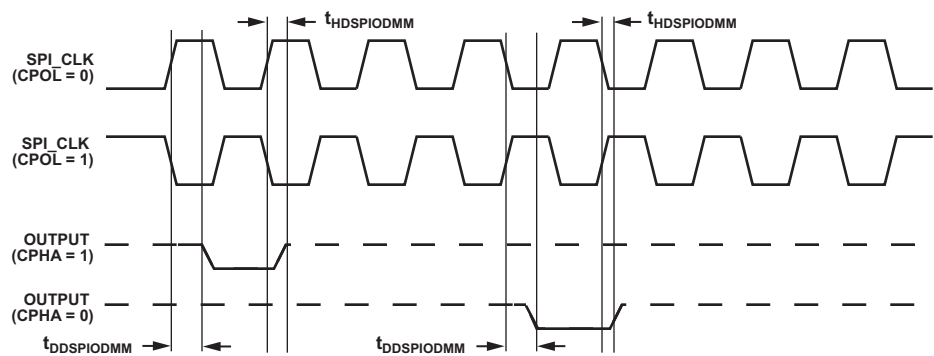 tHDSPIODMM
tHDSPIODMM
SPI_CLK
(CPOL = 0)
SPI_CLK
(CPOL = 1)
OUTPUT
(CPHA = 1)
OUTPUT
(CPHA = 0)
tDDSPIODMM
tDDSPIODMM